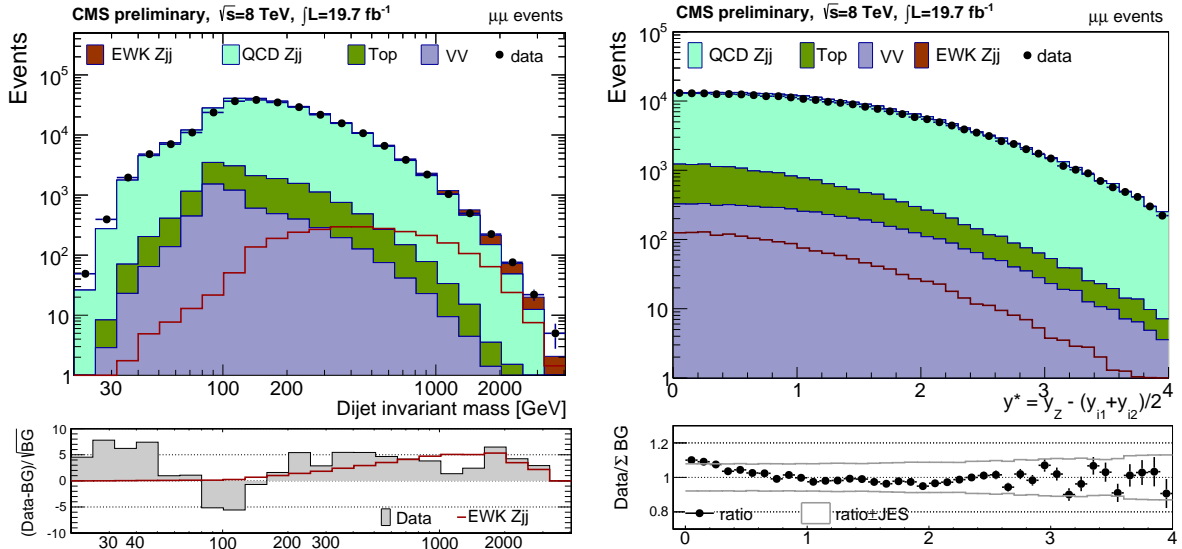 CMS preliminary, √s=8 TeV, ∫L=19.7 fb⁻¹
μμ events
EWK Zjj QCD Zjj Top VV data
Events
10⁵
10⁴
10³
10²
10
1
30 100 200 1000 2000
Dijet invariant mass [GeV]
(Data-BG)/√BG
10
5
0
-5
-10
Data EWK Zjj
30 40 100 200 300 1000 2000
CMS preliminary, √s=8 TeV, ∫L=19.7 fb⁻¹
μμ events
QCD Zjj Top VV EWK Zjj data
Events
10⁵
10⁴
10³
10²
10
1
0 1 2 3 4
y* = y_Z - (y_j1+y_j2)/2
Data/Σ BG
1.2
1.0
0.8
ratio ratio±JES
0 1 2 3 4